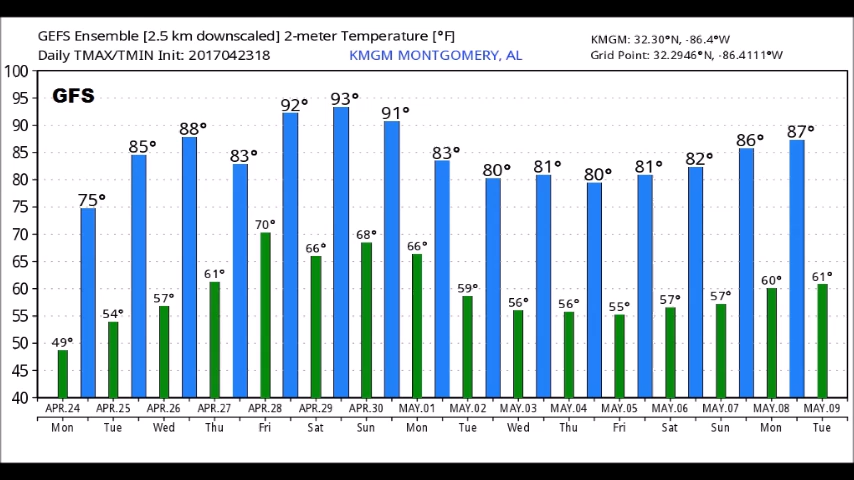 GEFS Ensemble [2.5 km downscaled] 2-meter Temperature [°F]
KMGM: 32.30°N, -86.4°W
Daily TMAX/TMIN Init: 2017042318
KMGM MONTGOMERY, AL
Grid Point: 32.2946°N, -86.4111°W
GFS
100
95
90
85
80
75
70
65
60
55
50
45
40
75° 85° 88° 83° 92° 93° 91° 83° 80° 81° 80° 81° 82° 86° 87°
49° 54° 57° 61° 70° 66° 68° 66° 59° 56° 56° 55° 57° 57° 60° 61°
APR.24 APR.25 APR.26 APR.27 APR.28 APR.29 APR.30 MAY.01 MAY.02 MAY.03 MAY.04 MAY.05 MAY.06 MAY.07 MAY.08 MAY.09
Mon Tue Wed Thu Fri Sat Sun Mon Tue Wed Thu Fri Sat Sun Mon Tue